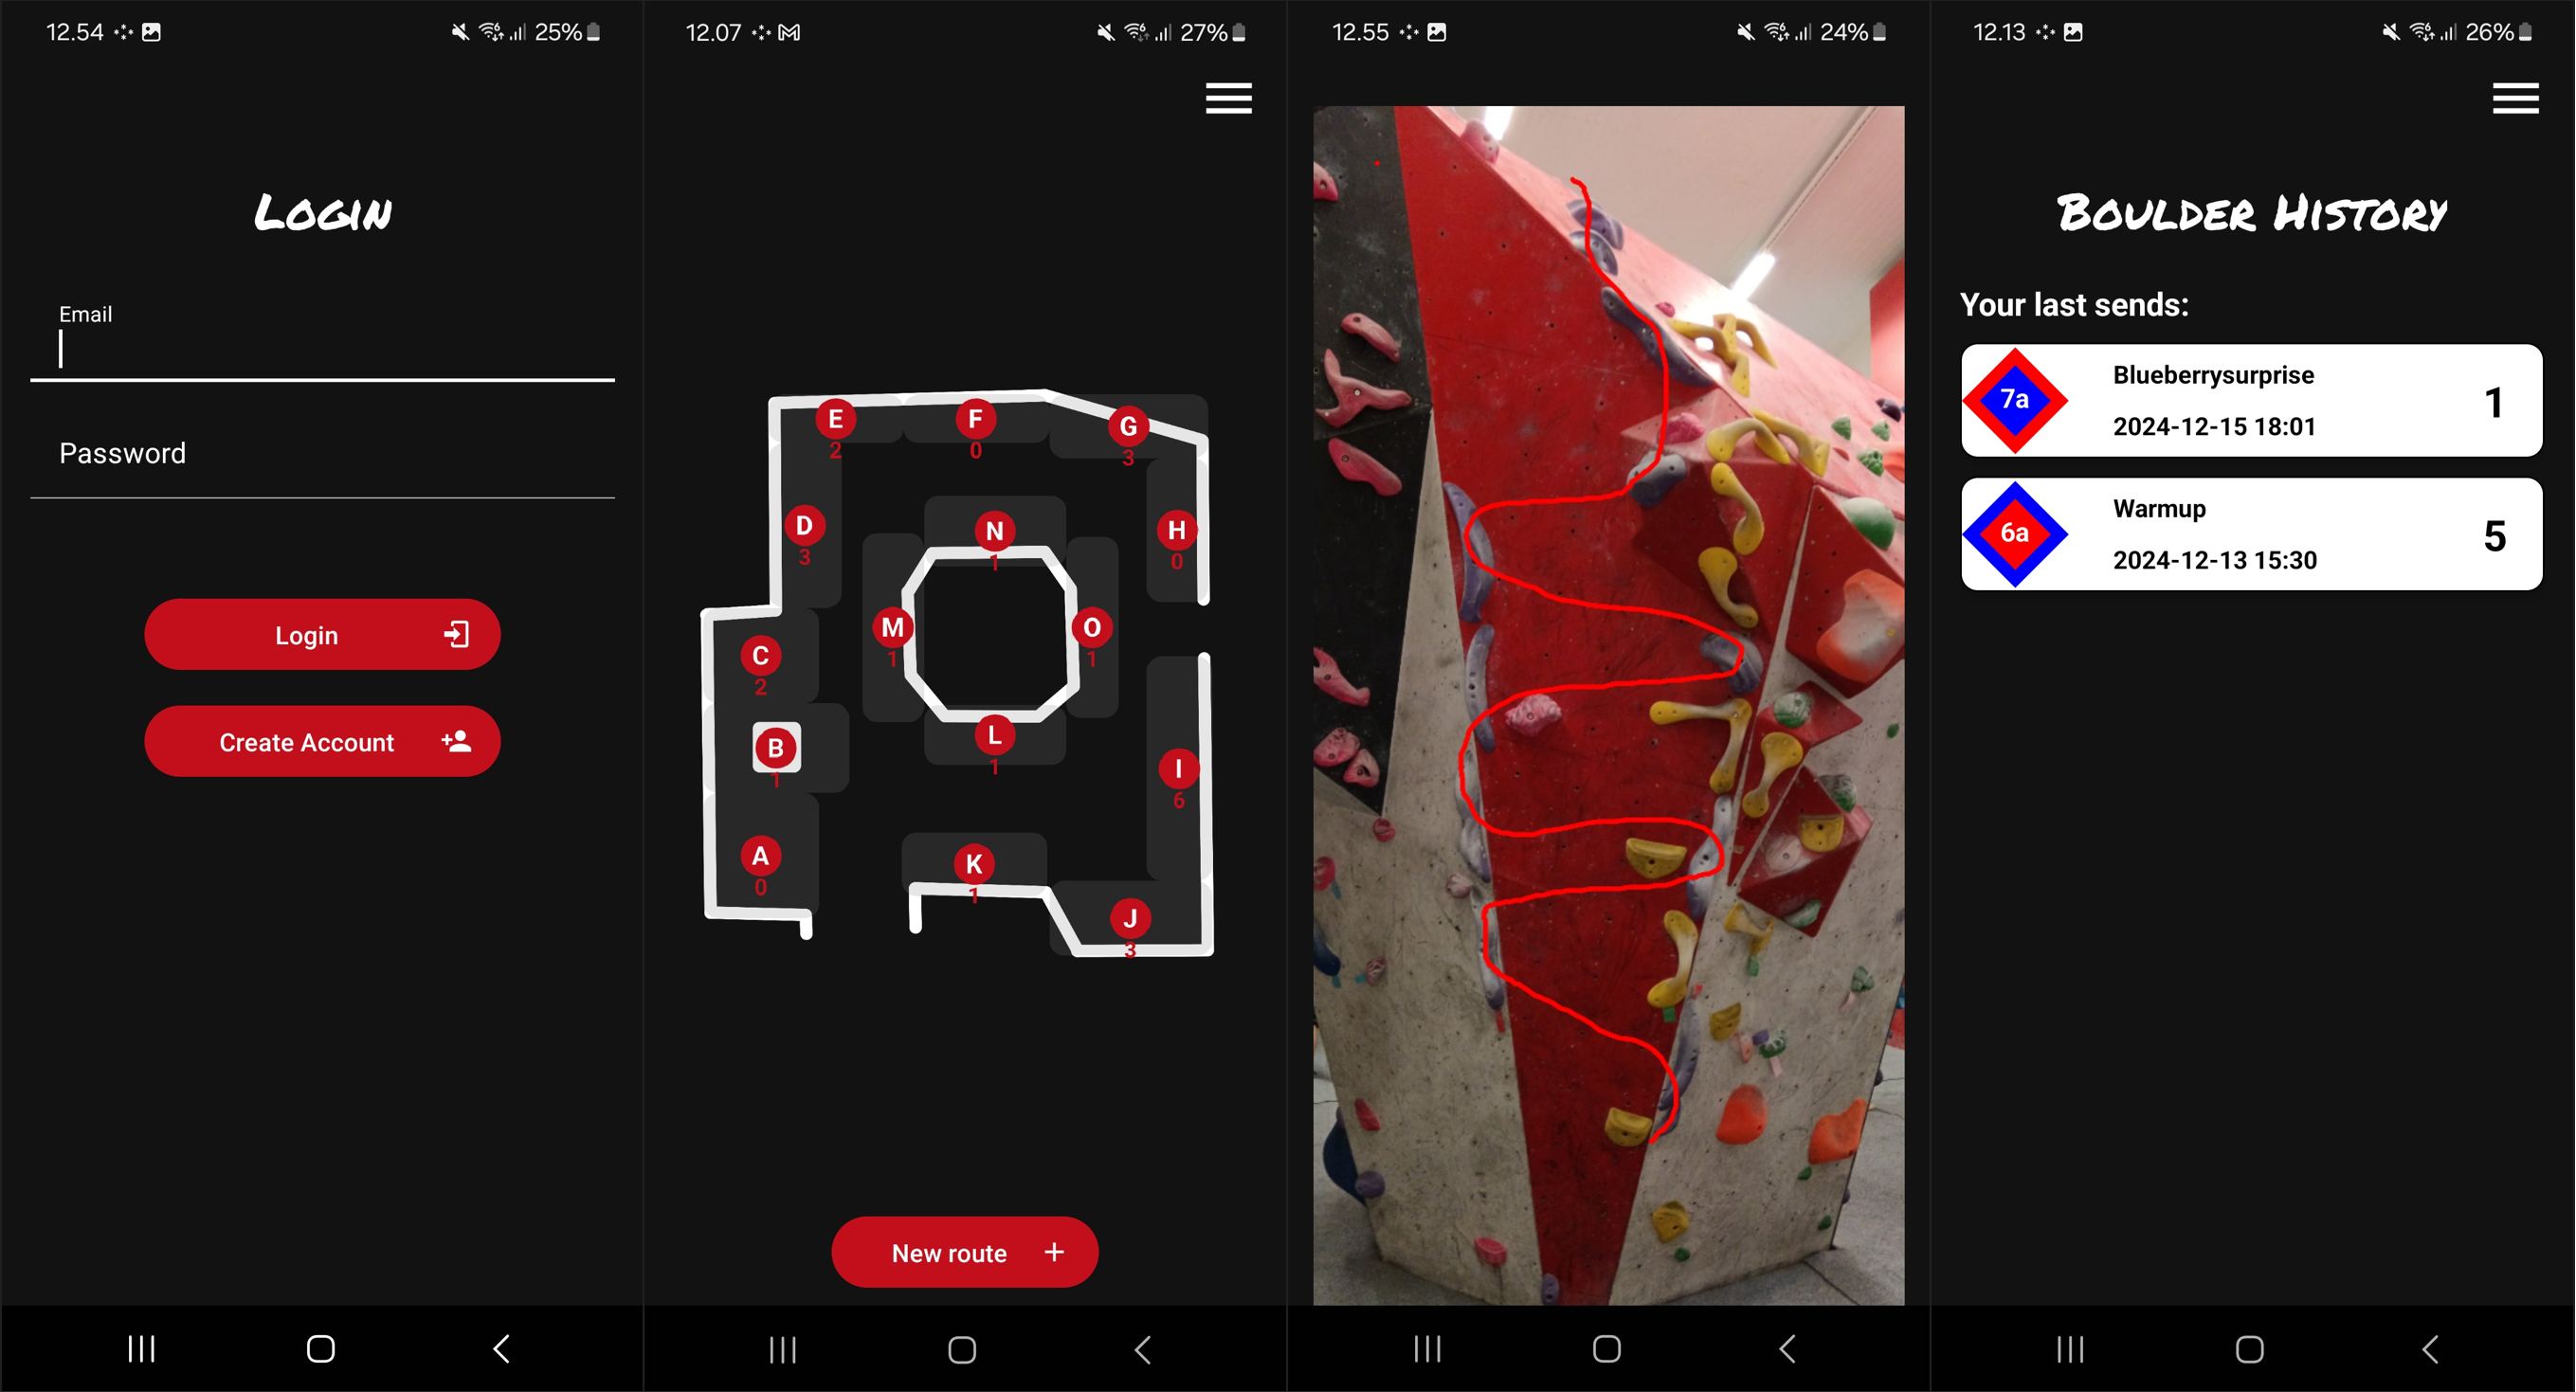 12.54
25%
Login
Email
Password
Login
Create Account
12.07
27%
E
2
F
0
G
3
D
3
N
1
H
0
M
1
O
1
C
2
B
1
L
1
I
6
A
0
K
1
J
3
New route +
12.55
24%
12.13
26%
Boulder History
Your last sends:
7a
Blueberrysurprise
2024-12-15 18:01
1
6a
Warmup
2024-12-13 15:30
5